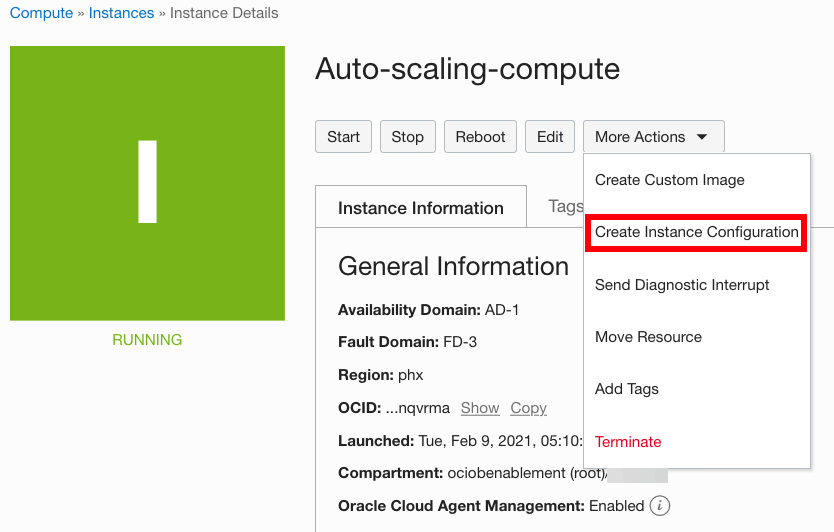 Compute » Instances » Instance Details
I
Auto-scaling-compute
Start Stop Reboot Edit More Actions
Create Custom Image
Create Instance Configuration
Send Diagnostic Interrupt
Move Resource
Add Tags
Terminate
Instance Information Tags
General Information
Availability Domain: AD-1
Fault Domain: FD-3
Region: phx
OCID: ...nqvrma Show Copy
Launched: Tue, Feb 9, 2021, 05:10:
Compartment: ociobenablement (root)/
Oracle Cloud Agent Management: Enabled i
RUNNING